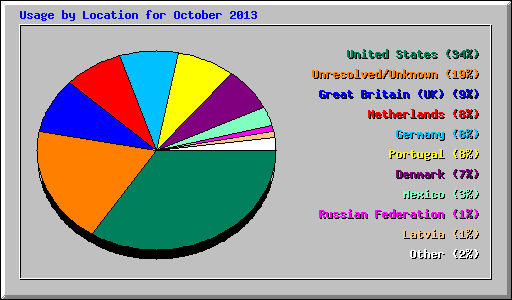 Usage by Location for October 2013
United States (34%)
Unresolved/Unknown (19%)
Great Britain (UK) (9%)
Netherlands (8%)
Germany (8%)
Portugal (8%)
Denmark (7%)
Mexico (3%)
Russian Federation (1%)
Latvia (1%)
Other (2%)